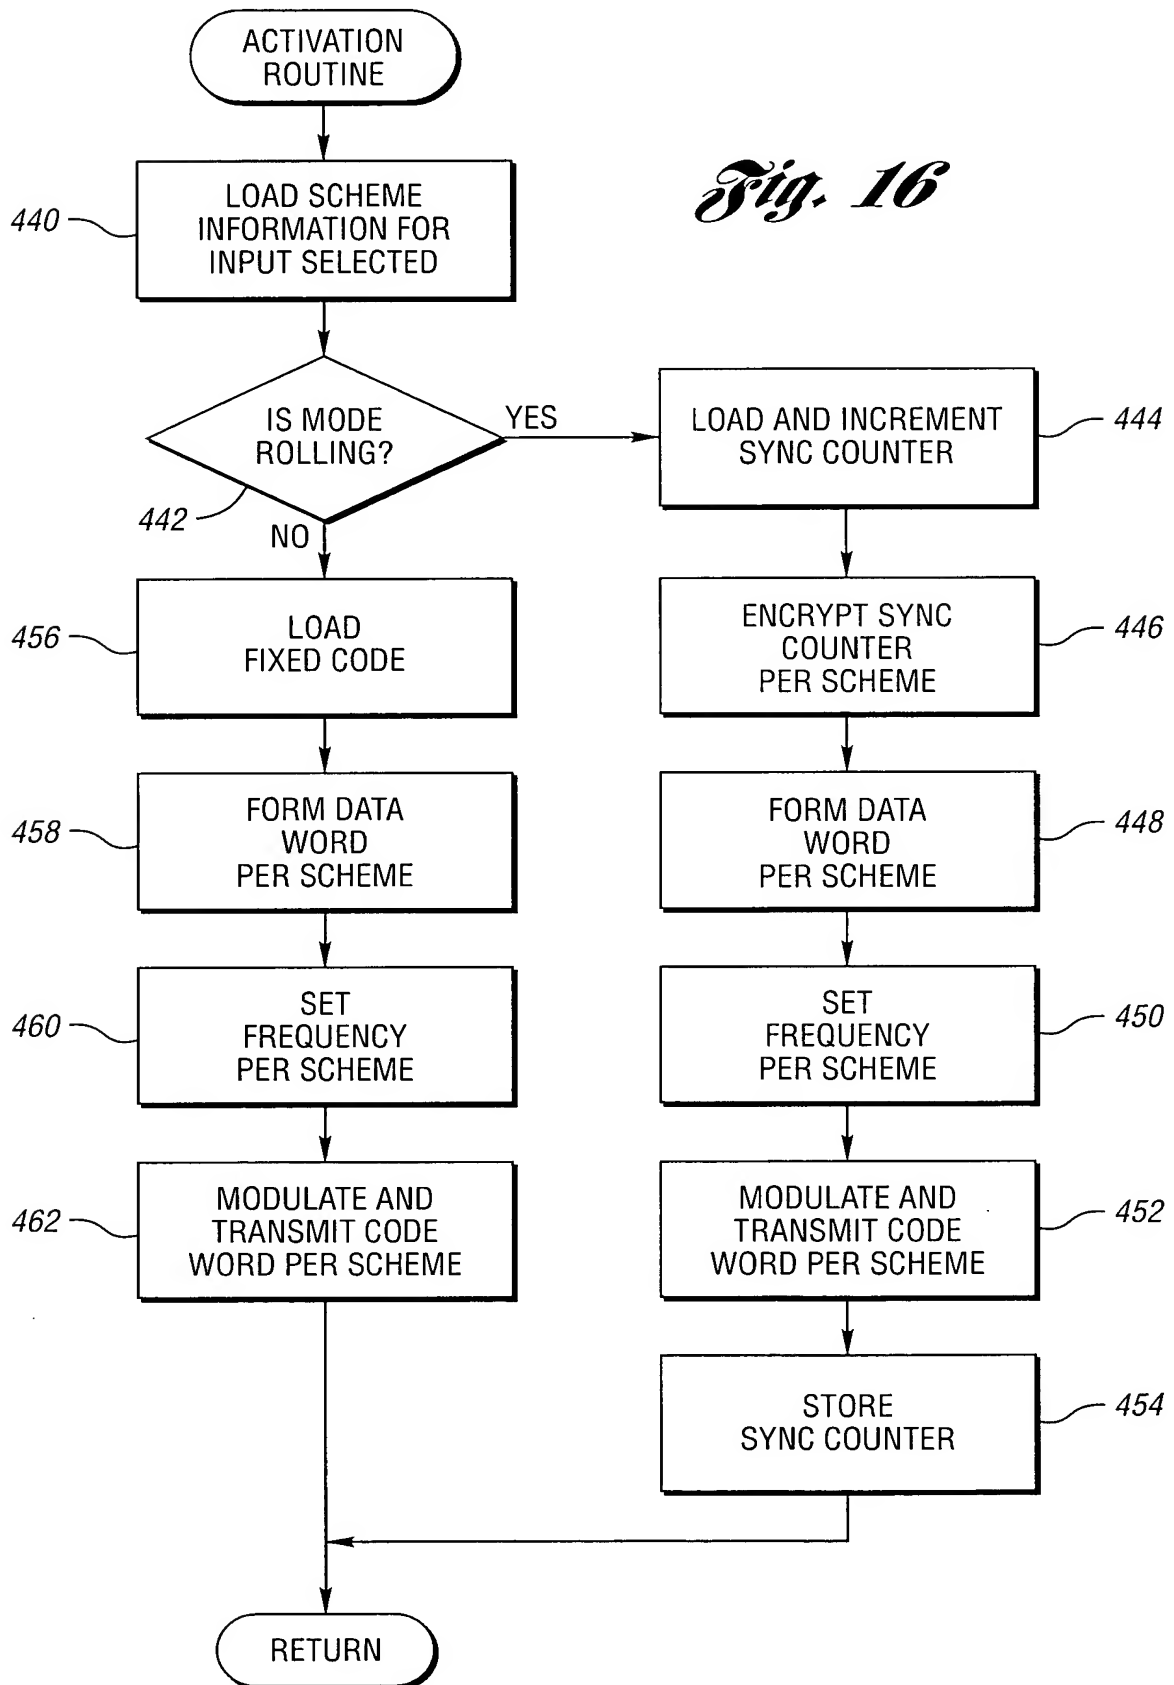 ACTIVATION
ROUTINE
Fig. 16
440
LOAD SCHEME
INFORMATION FOR
INPUT SELECTED
IS MODE
ROLLING?
YES
442
NO
LOAD AND INCREMENT
SYNC COUNTER
444
456
LOAD
FIXED CODE
ENCRYPT SYNC
COUNTER
PER SCHEME
446
458
FORM DATA
WORD
PER SCHEME
FORM DATA
WORD
PER SCHEME
448
460
SET
FREQUENCY
PER SCHEME
SET
FREQUENCY
PER SCHEME
450
462
MODULATE AND
TRANSMIT CODE
WORD PER SCHEME
MODULATE AND
TRANSMIT CODE
WORD PER SCHEME
452
STORE
SYNC COUNTER
454
RETURN